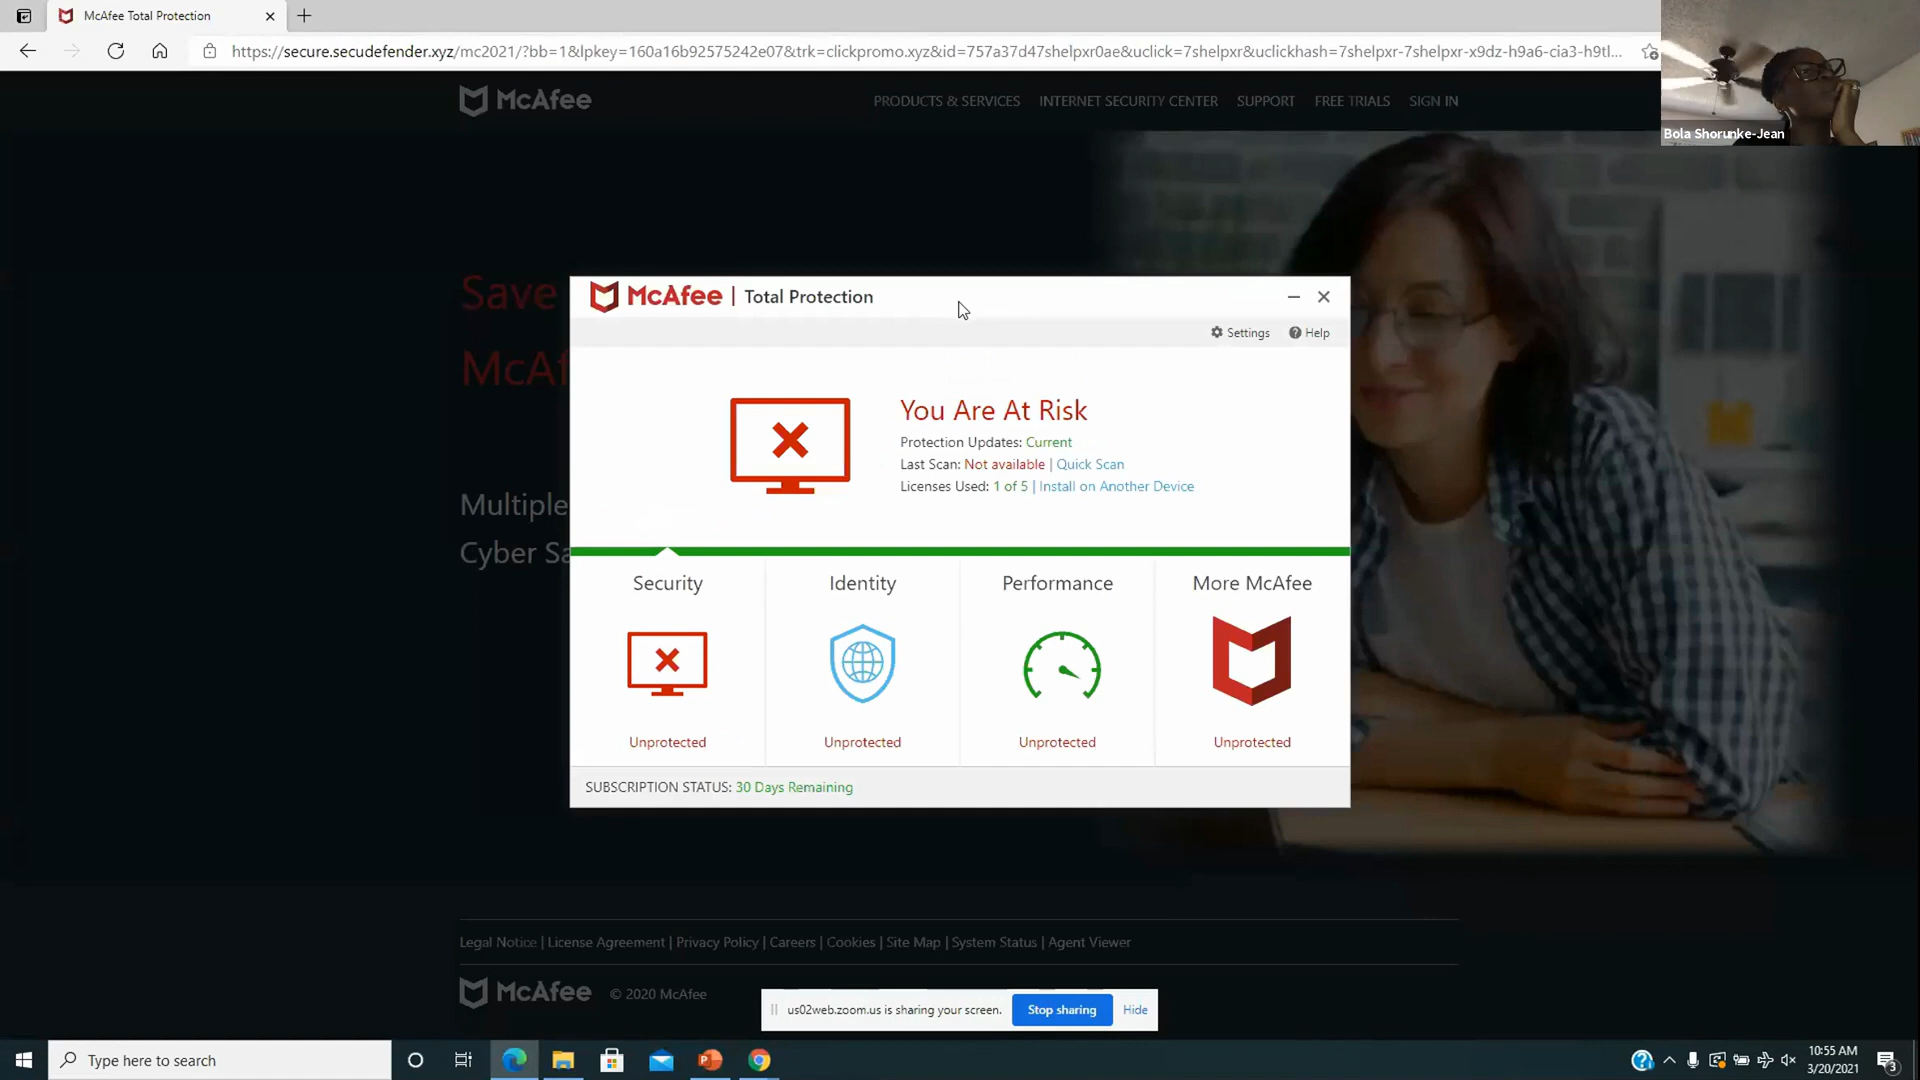 McAfee Total Protection
https://secure.secudefender.xyz/mc2021/?bb=1&lpkey=160a16b92575242e07&trk=clickpromo.xyz&id=757a37d47shelpxr0ae&uclick=7shelpxr&uclickhash=7shelpxr-7shelpxr-x9dz-h9a6-cia3-h9tl...
Bola Shorunke-Jean
McAfee
PRODUCTS & SERVICES INTERNET SECURITY CENTER SUPPORT FREE TRIALS SIGN IN
Save
McAf
Multiple
Cyber Sa
McAfee | Total Protection
Settings Help
You Are At Risk
Protection Updates: Current
Last Scan: Not available | Quick Scan
Licenses Used: 1 of 5 | Install on Another Device
Security Identity Performance More McAfee
Unprotected Unprotected Unprotected Unprotected
SUBSCRIPTION STATUS: 30 Days Remaining
Legal Notice | License Agreement | Privacy Policy | Careers | Cookies | Site Map | System Status | Agent Viewer
McAfee © 2020 McAfee
us02web.zoom.us is sharing your screen. Stop sharing Hide
Type here to search
10:55 AM
3/20/2021
3